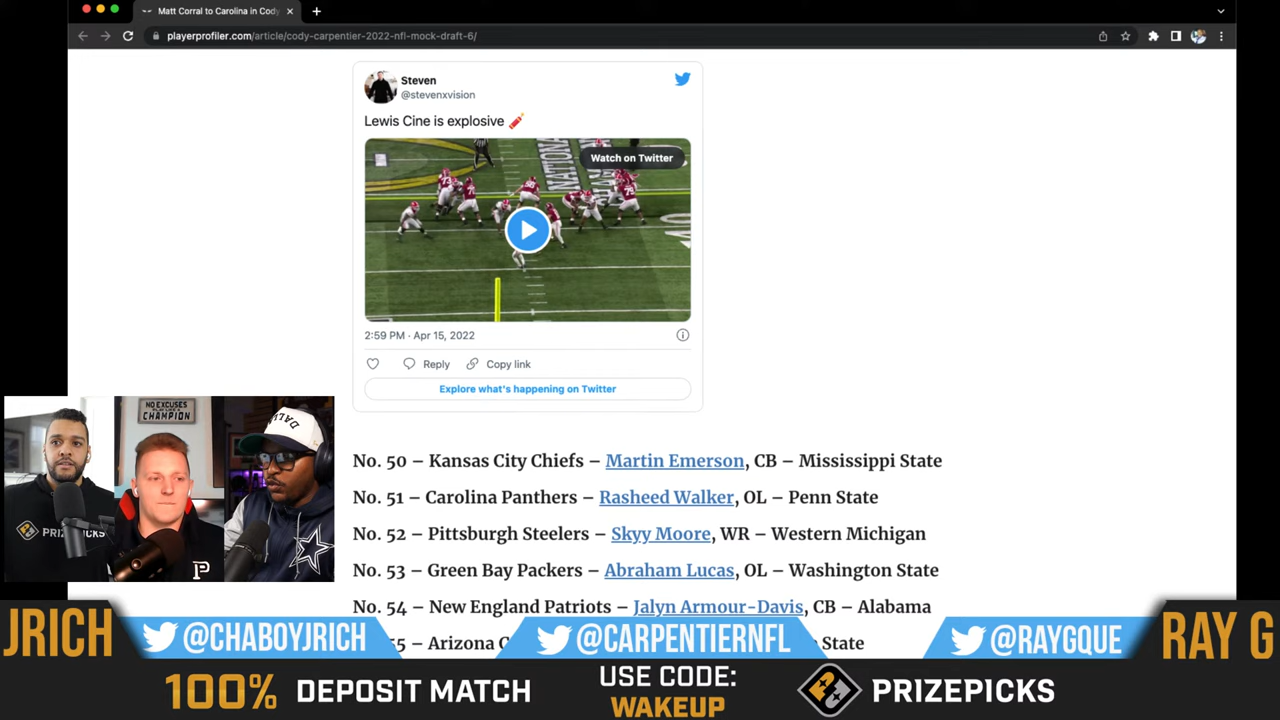 Matt Corral to Carolina in Cody
playerprofiler.com/article/cody-carpentier-2022-nfl-mock-draft-6/
Steven
@stevenxvision
Lewis Cine is explosive 🧨
Watch on Twitter
NATIONAL
2:59 PM · Apr 15, 2022
Reply
Copy link
Explore what's happening on Twitter
NO EXCUSES
PLAY LIKE A
CHAMPION
PRIZEPICKS
No. 50 – Kansas City Chiefs – Martin Emerson, CB – Mississippi State
No. 51 – Carolina Panthers – Rasheed Walker, OL – Penn State
No. 52 – Pittsburgh Steelers – Skyy Moore, WR – Western Michigan
No. 53 – Green Bay Packers – Abraham Lucas, OL – Washington State
No. 54 – New England Patriots – Jalyn Armour-Davis, CB – Alabama
55 – Arizona State
JRICH
@CHABOYJRICH
@CARPENTIERNFL
@RAYGQUE
RAY G
100% DEPOSIT MATCH
USE CODE:
WAKEUP
PRIZEPICKS